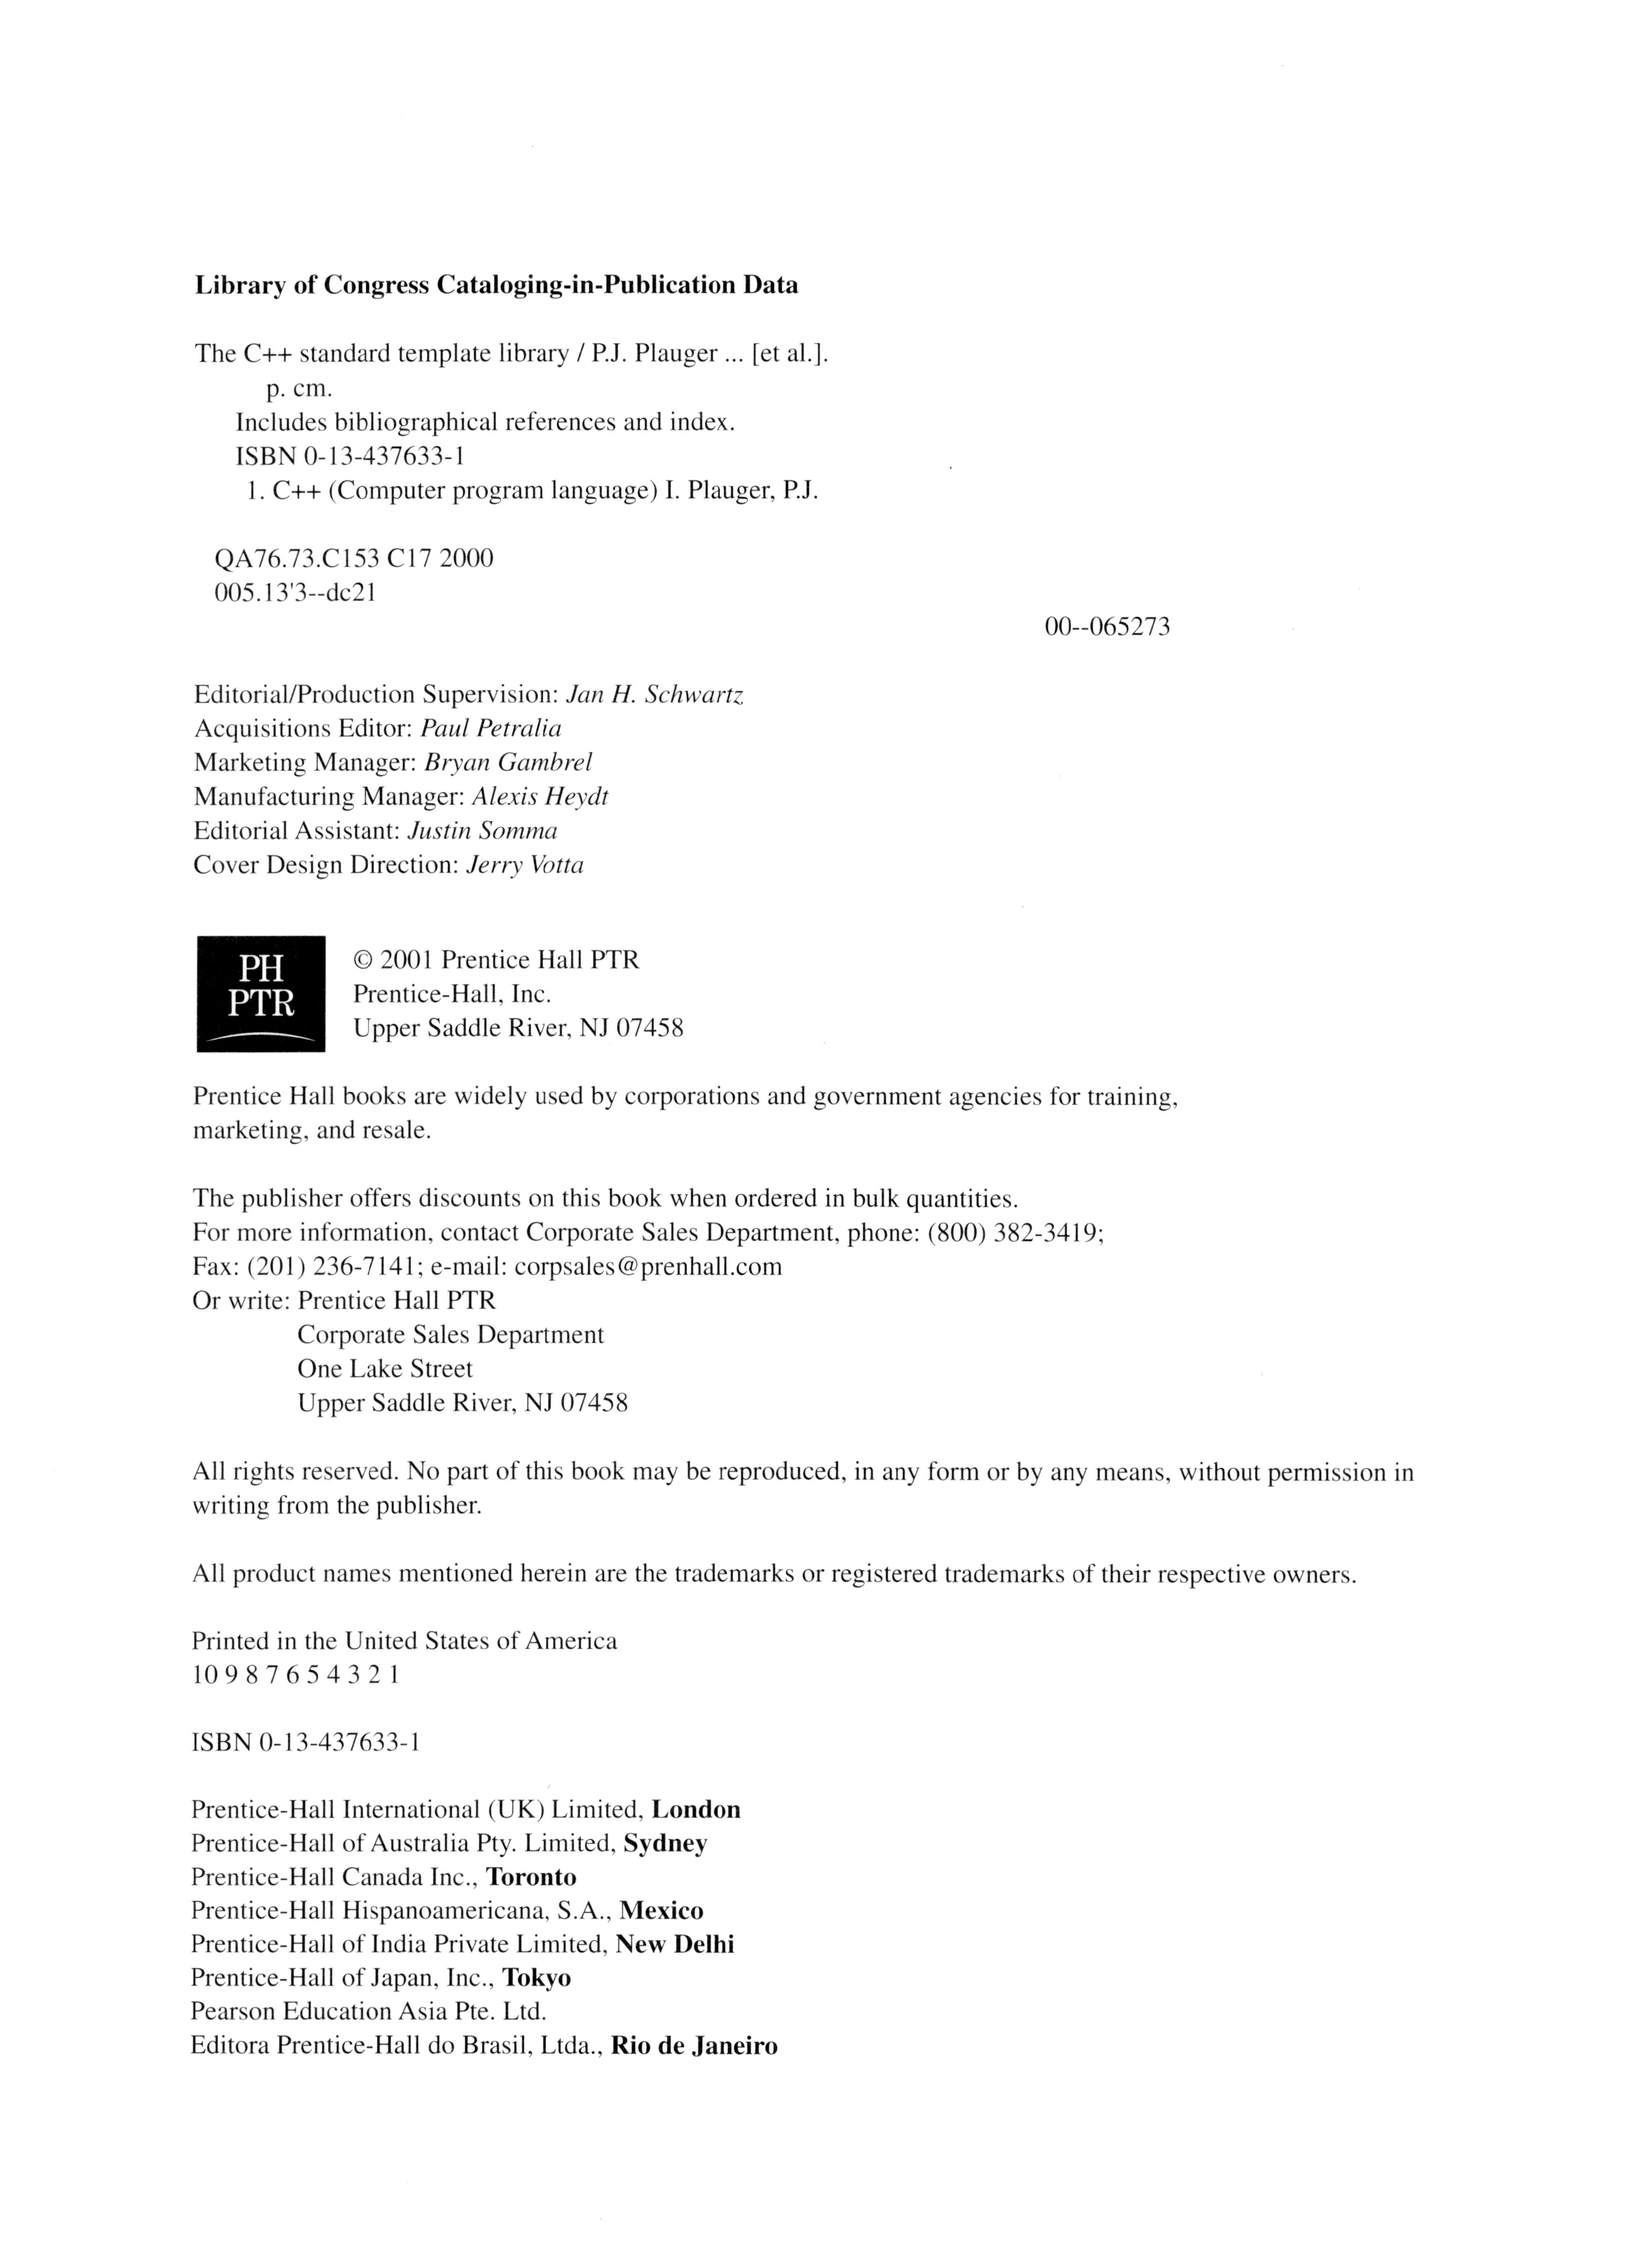 Library of Congress Cataloging-in-Publication Data
The C++ standard template library / P.J. Plauger ... [et al.].
p. cm.
Includes bibliographical references and index.
ISBN 0-13-437633-1
1. C++ (Computer program language) I. Plauger, P.J.
QA76.73.C153 C17 2000
005.13'3--dc21
00--065273
Editorial/Production Supervision: Jan H. Schwartz
Acquisitions Editor: Paul Petralia
Marketing Manager: Bryan Gambrel
Manufacturing Manager: Alexis Heydt
Editorial Assistant: Justin Somma
Cover Design Direction: Jerry Votta
PH
PTR
© 2001 Prentice Hall PTR
Prentice-Hall, Inc.
Upper Saddle River, NJ 07458
Prentice Hall books are widely used by corporations and government agencies for training,
marketing, and resale.
The publisher offers discounts on this book when ordered in bulk quantities.
For more information, contact Corporate Sales Department, phone: (800) 382-3419;
Fax: (201) 236-7141; e-mail: corpsales@prenhall.com
Or write: Prentice Hall PTR
Corporate Sales Department
One Lake Street
Upper Saddle River, NJ 07458
All rights reserved. No part of this book may be reproduced, in any form or by any means, without permission in
writing from the publisher.
All product names mentioned herein are the trademarks or registered trademarks of their respective owners.
Printed in the United States of America
10 9 8 7 6 5 4 3 2 1
ISBN 0-13-437633-1
Prentice-Hall International (UK) Limited, London
Prentice-Hall of Australia Pty. Limited, Sydney
Prentice-Hall Canada Inc., Toronto
Prentice-Hall Hispanoamericana, S.A., Mexico
Prentice-Hall of India Private Limited, New Delhi
Prentice-Hall of Japan, Inc., Tokyo
Pearson Education Asia Pte. Ltd.
Editora Prentice-Hall do Brasil, Ltda., Rio de Janeiro